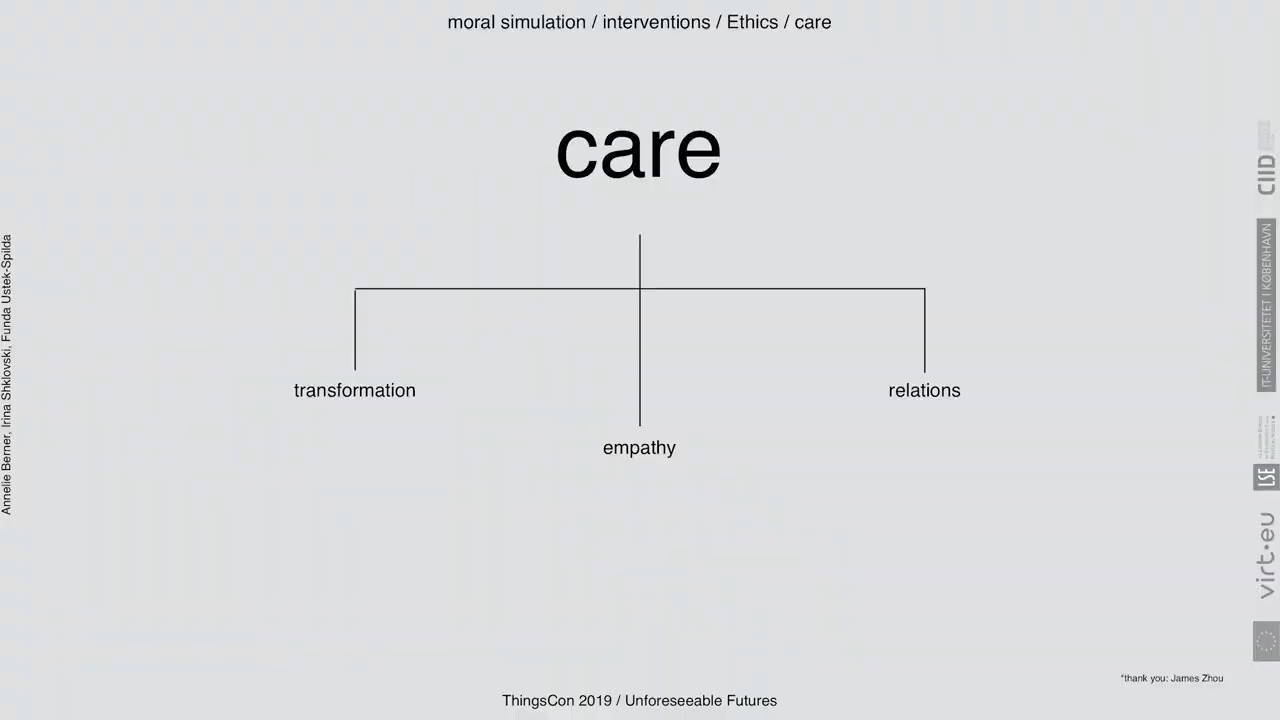 moral simulation / interventions / Ethics / care
care
transformation
relations
empathy
Annelie Berner, Irina Shklovski, Funda Ustek-Spilda
CIID
IT-UNIVERSITETET I KØBENHAVN
LSE
virt·eu
*thank you: James Zhou
ThingsCon 2019 / Unforeseeable Futures